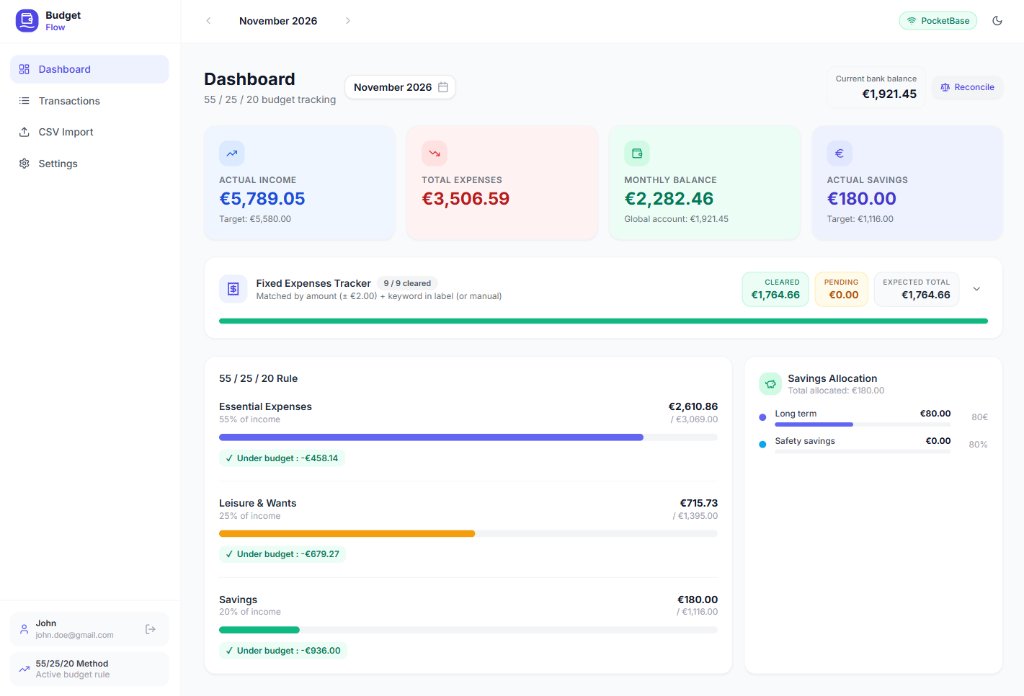 Budget
Flow
Dashboard
Transactions
CSV Import
Settings
John
john.doe@gmail.com
55/25/20 Method
Active budget rule
November 2026
PocketBase
Dashboard
55 / 25 / 20 budget tracking
November 2026
Current bank balance
€1,921.45
Reconcile
ACTUAL INCOME
€5,789.05
Target: €5,580.00
TOTAL EXPENSES
€3,506.59
MONTHLY BALANCE
€2,282.46
Global account: €1,921.45
ACTUAL SAVINGS
€180.00
Target: €1,116.00
Fixed Expenses Tracker
9 / 9 cleared
Matched by amount (± €2.00) + keyword in label (or manual)
CLEARED
€1,764.66
PENDING
€0.00
EXPECTED TOTAL
€1,764.66
55 / 25 / 20 Rule
Essential Expenses
€2,610.86
55% of income
/ €3,069.00
✓ Under budget : -€458.14
Leisure & Wants
€715.73
25% of income
/ €1,395.00
✓ Under budget : -€679.27
Savings
€180.00
20% of income
/ €1,116.00
✓ Under budget : -€936.00
Savings Allocation
Total allocated: €180.00
Long term
€80.00
80€
Safety savings
€0.00
80%